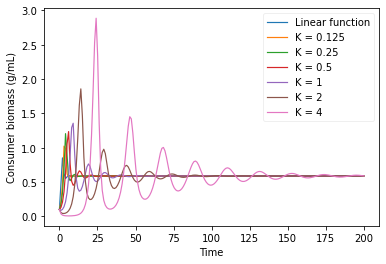 Linear function
K = 0.125
K = 0.25
K = 0.5
K = 1
K = 2
K = 4
Consumer biomass (g/mL)
3.0
2.5
2.0
1.5
1.0
0.5
0.0
0 25 50 75 100 125 150 175 200
Time